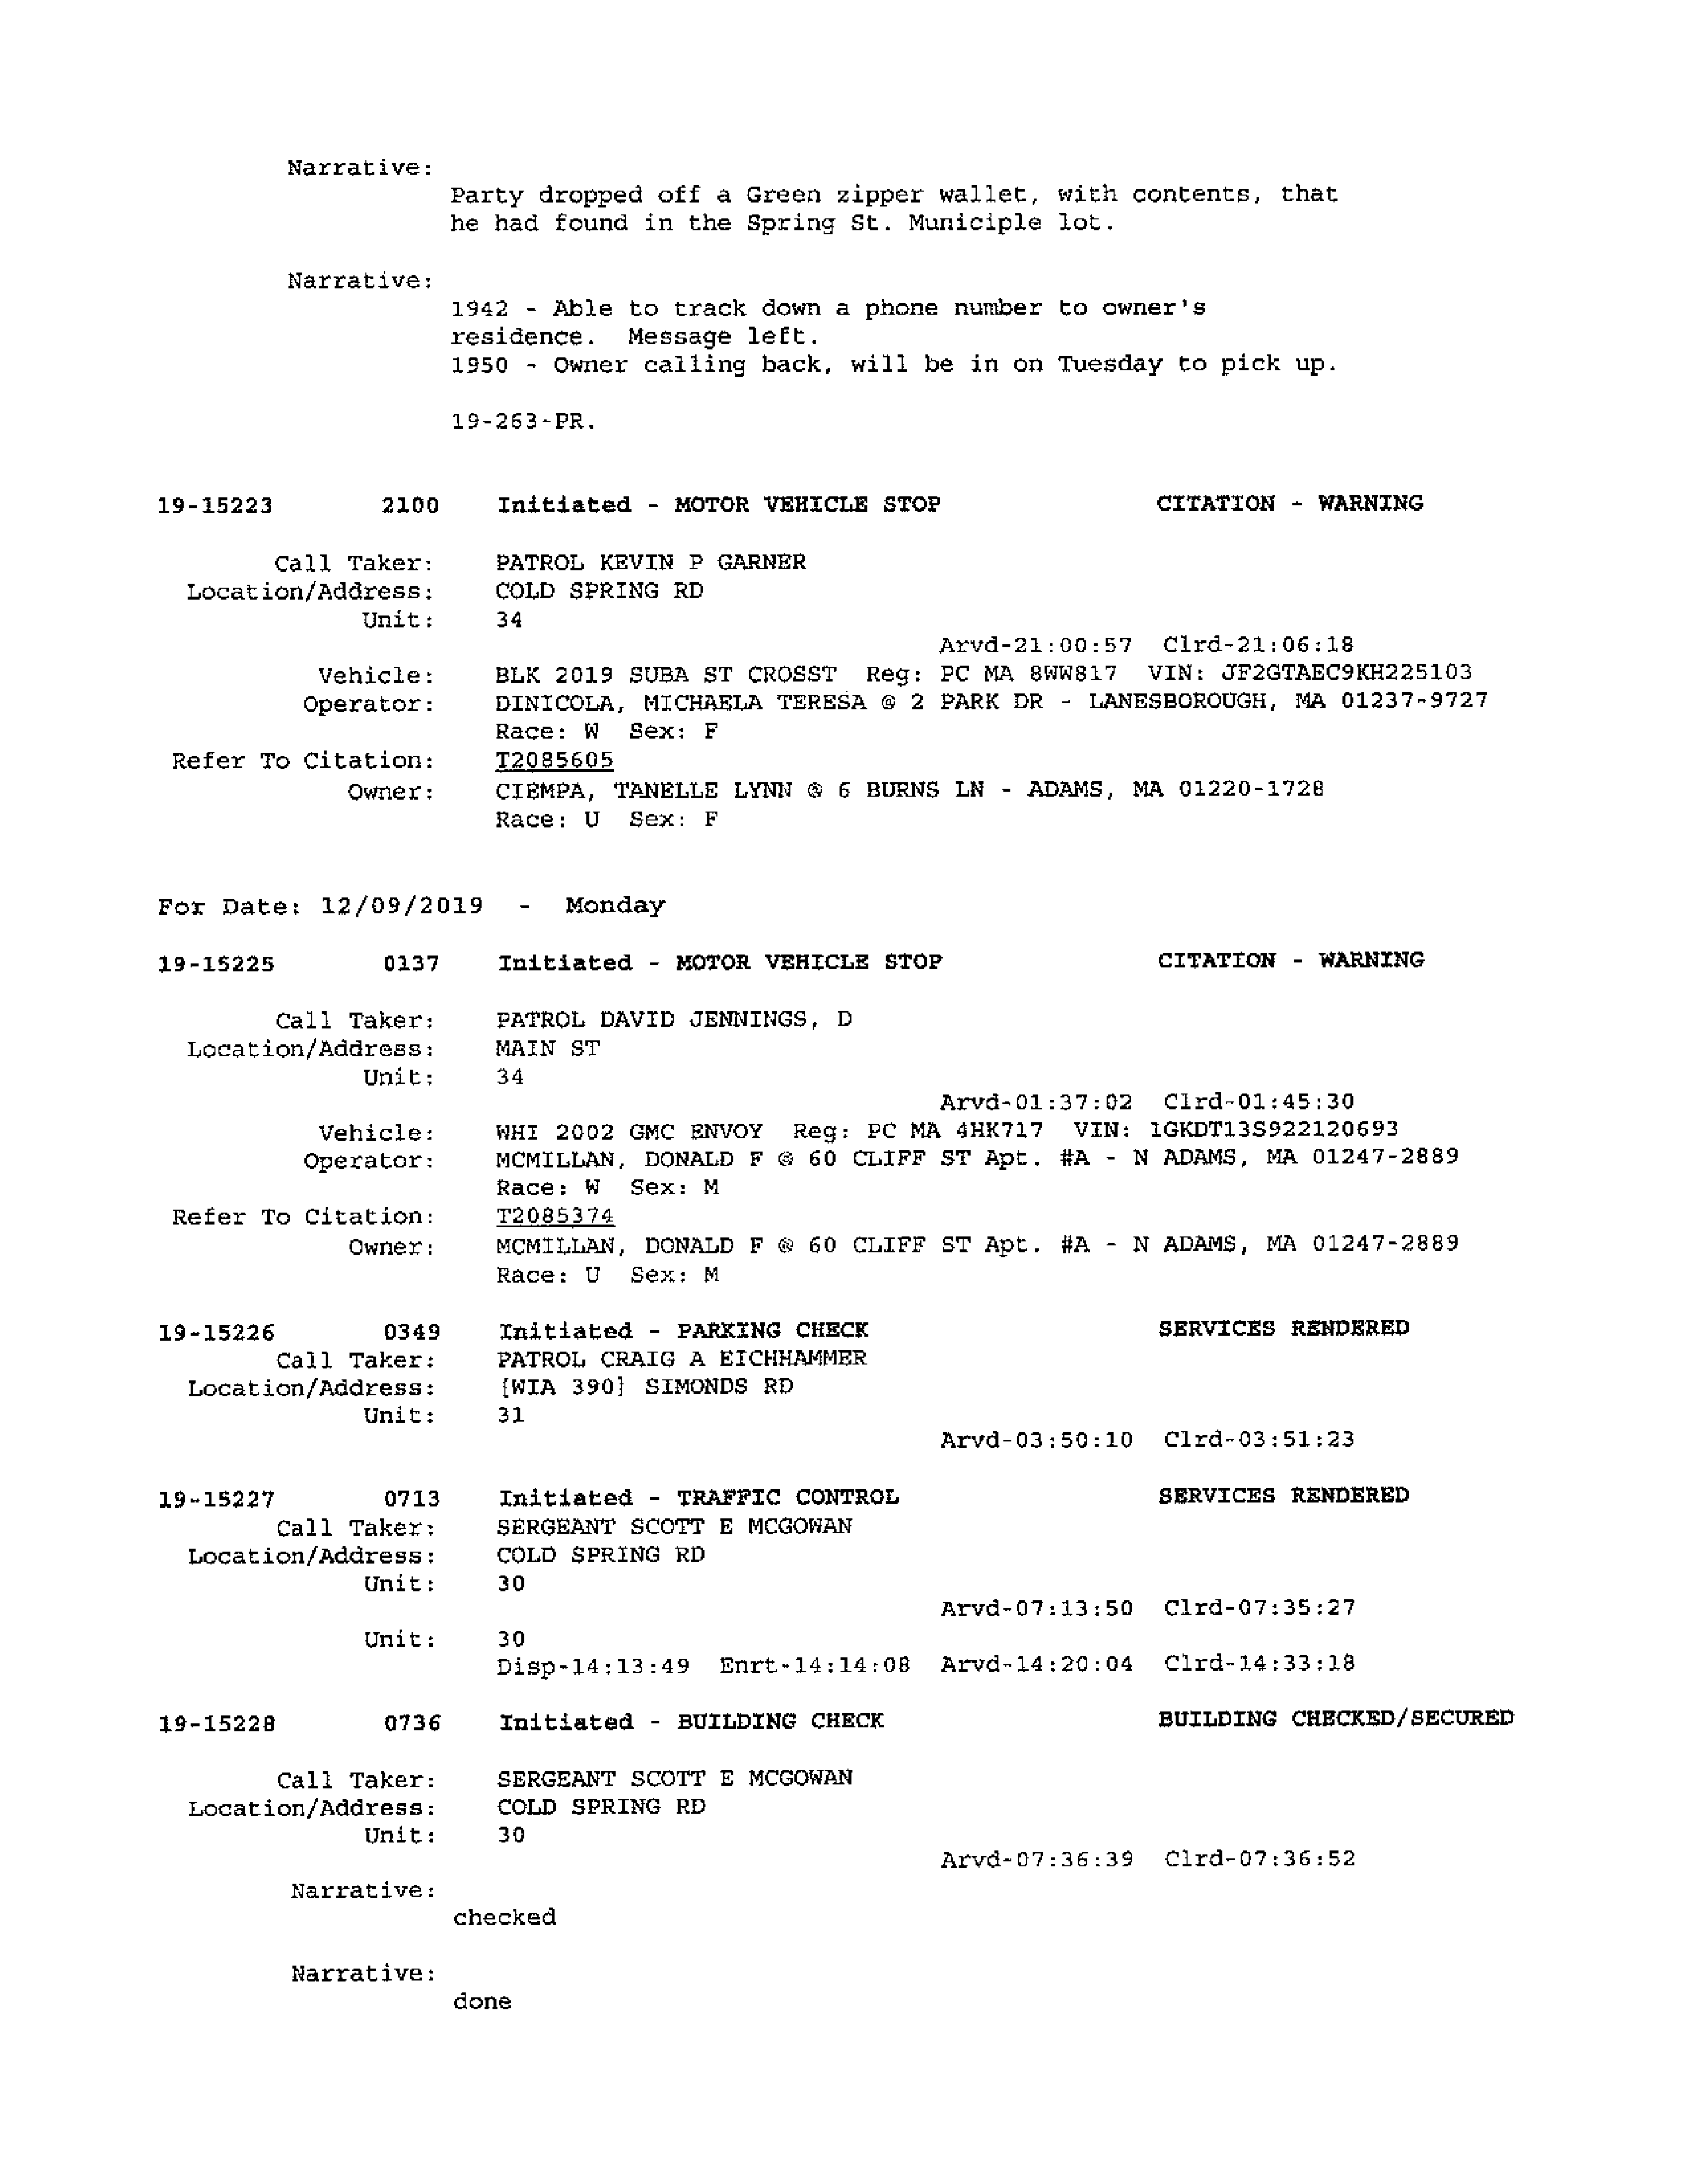 Narrative:
Party dropped off a Green zipper wallet, with contents, that
he had found in the Spring St. Municiple lot.
Narrative:
1942 - Able to track down a phone number to owner's
residence. Message left.
1950 - Owner calling back, will be in on Tuesday to pick up.
19-263-PR.
19-15223 2100 Initiated - MOTOR VEHICLE STOP CITATION - WARNING
Call Taker: PATROL KEVIN P GARNER
Location/Address: COLD SPRING RD
Unit: 34
Arvd-21:00:57 Clrd-21:06:18
Vehicle: BLK 2019 SUBA ST CROSST Reg: PC MA 8WW817 VIN: JF2GTAEC9KH225103
Operator: DINICOLA, MICHAELA TERESA @ 2 PARK DR - LANESBOROUGH, MA 01237-9727
Race: W Sex: F
Refer To Citation: T2085605
Owner: CIEMPA, TANELLE LYNN @ 6 BURNS LN - ADAMS, MA 01220-1728
Race: U Sex: F
For Date: 12/09/2019 - Monday
19-15225 0137 Initiated - MOTOR VEHICLE STOP CITATION - WARNING
Call Taker: PATROL DAVID JENNINGS, D
Location/Address: MAIN ST
Unit: 34
Arvd-01:37:02 Clrd-01:45:30
Vehicle: WHI 2002 GMC ENVOY Reg: PC MA 4HK717 VIN: 1GKDT13S922120693
Operator: MCMILLAN, DONALD F @ 60 CLIFF ST Apt. #A - N ADAMS, MA 01247-2889
Race: W Sex: M
Refer To Citation: T2085374
Owner: MCMILLAN, DONALD F @ 60 CLIFF ST Apt. #A - N ADAMS, MA 01247-2889
Race: U Sex: M
19-15226 0349 Initiated - PARKING CHECK SERVICES RENDERED
Call Taker: PATROL CRAIG A EICHHAMMER
Location/Address: [WIA 390] SIMONDS RD
Unit: 31
Arvd-03:50:10 Clrd-03:51:23
19-15227 0713 Initiated - TRAFFIC CONTROL SERVICES RENDERED
Call Taker: SERGEANT SCOTT E MCGOWAN
Location/Address: COLD SPRING RD
Unit: 30
Arvd-07:13:50 Clrd-07:35:27
Unit: 30
Disp-14:13:49 Enrt-14:14:08 Arvd-14:20:04 Clrd-14:33:18
19-15228 0736 Initiated - BUILDING CHECK BUILDING CHECKED/SECURED
Call Taker: SERGEANT SCOTT E MCGOWAN
Location/Address: COLD SPRING RD
Unit: 30
Arvd-07:36:39 Clrd-07:36:52
Narrative:
checked
Narrative:
done